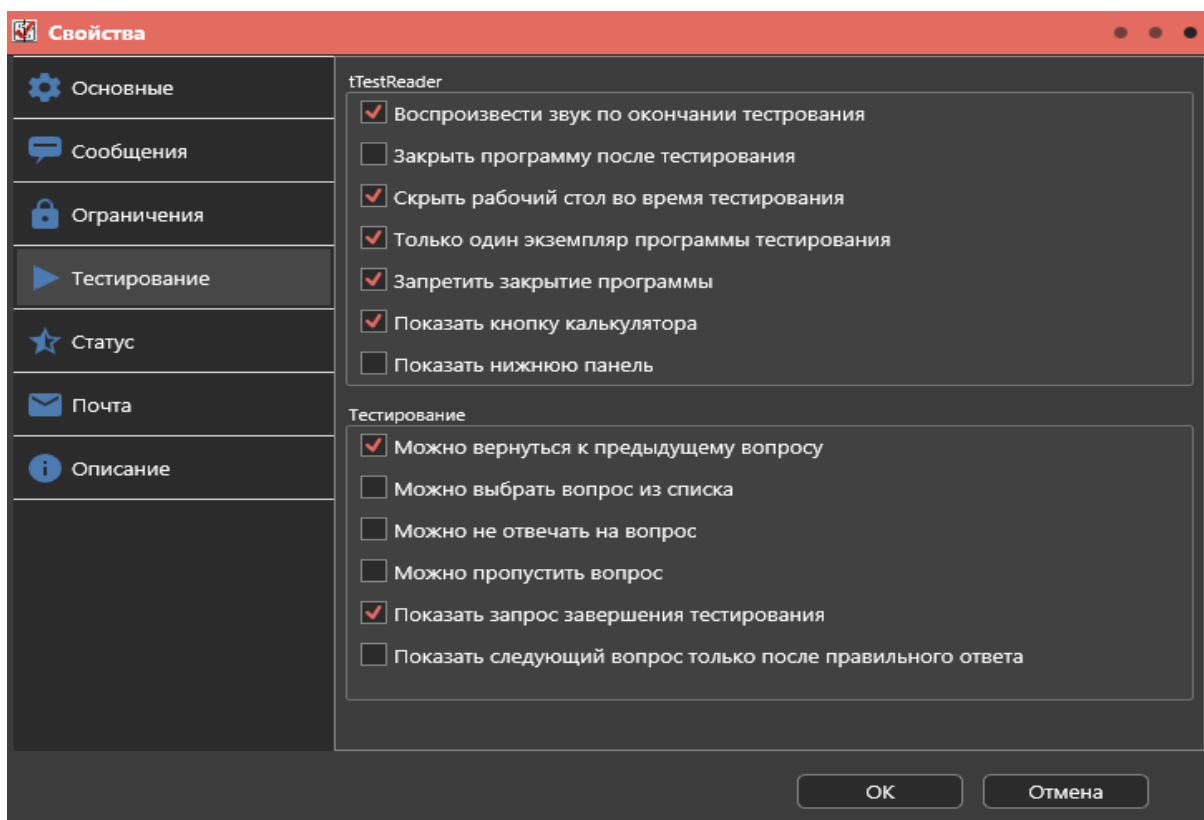 Свойства
Основные
Сообщения
Ограничения
Тестирование
Статус
Почта
Описание
tTestReader
Воспроизвести звук по окончании тестрования
Закрыть программу после тестирования
Скрыть рабочий стол во время тестирования
Только один экземпляр программы тестирования
Запретить закрытие программы
Показать кнопку калькулятора
Показать нижнюю панель
Тестирование
Можно вернуться к предыдущему вопросу
Можно выбрать вопрос из списка
Можно не отвечать на вопрос
Можно пропустить вопрос
Показать запрос завершения тестирования
Показать следующий вопрос только после правильного ответа
ОК
Отмена